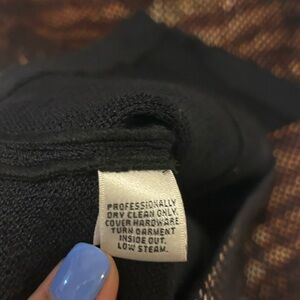 PROFESSIONALLY
DRY CLEAN ONLY.
COVER HARDWARE.
TURN GARMENT
INSIDE OUT.
LOW STEAM.